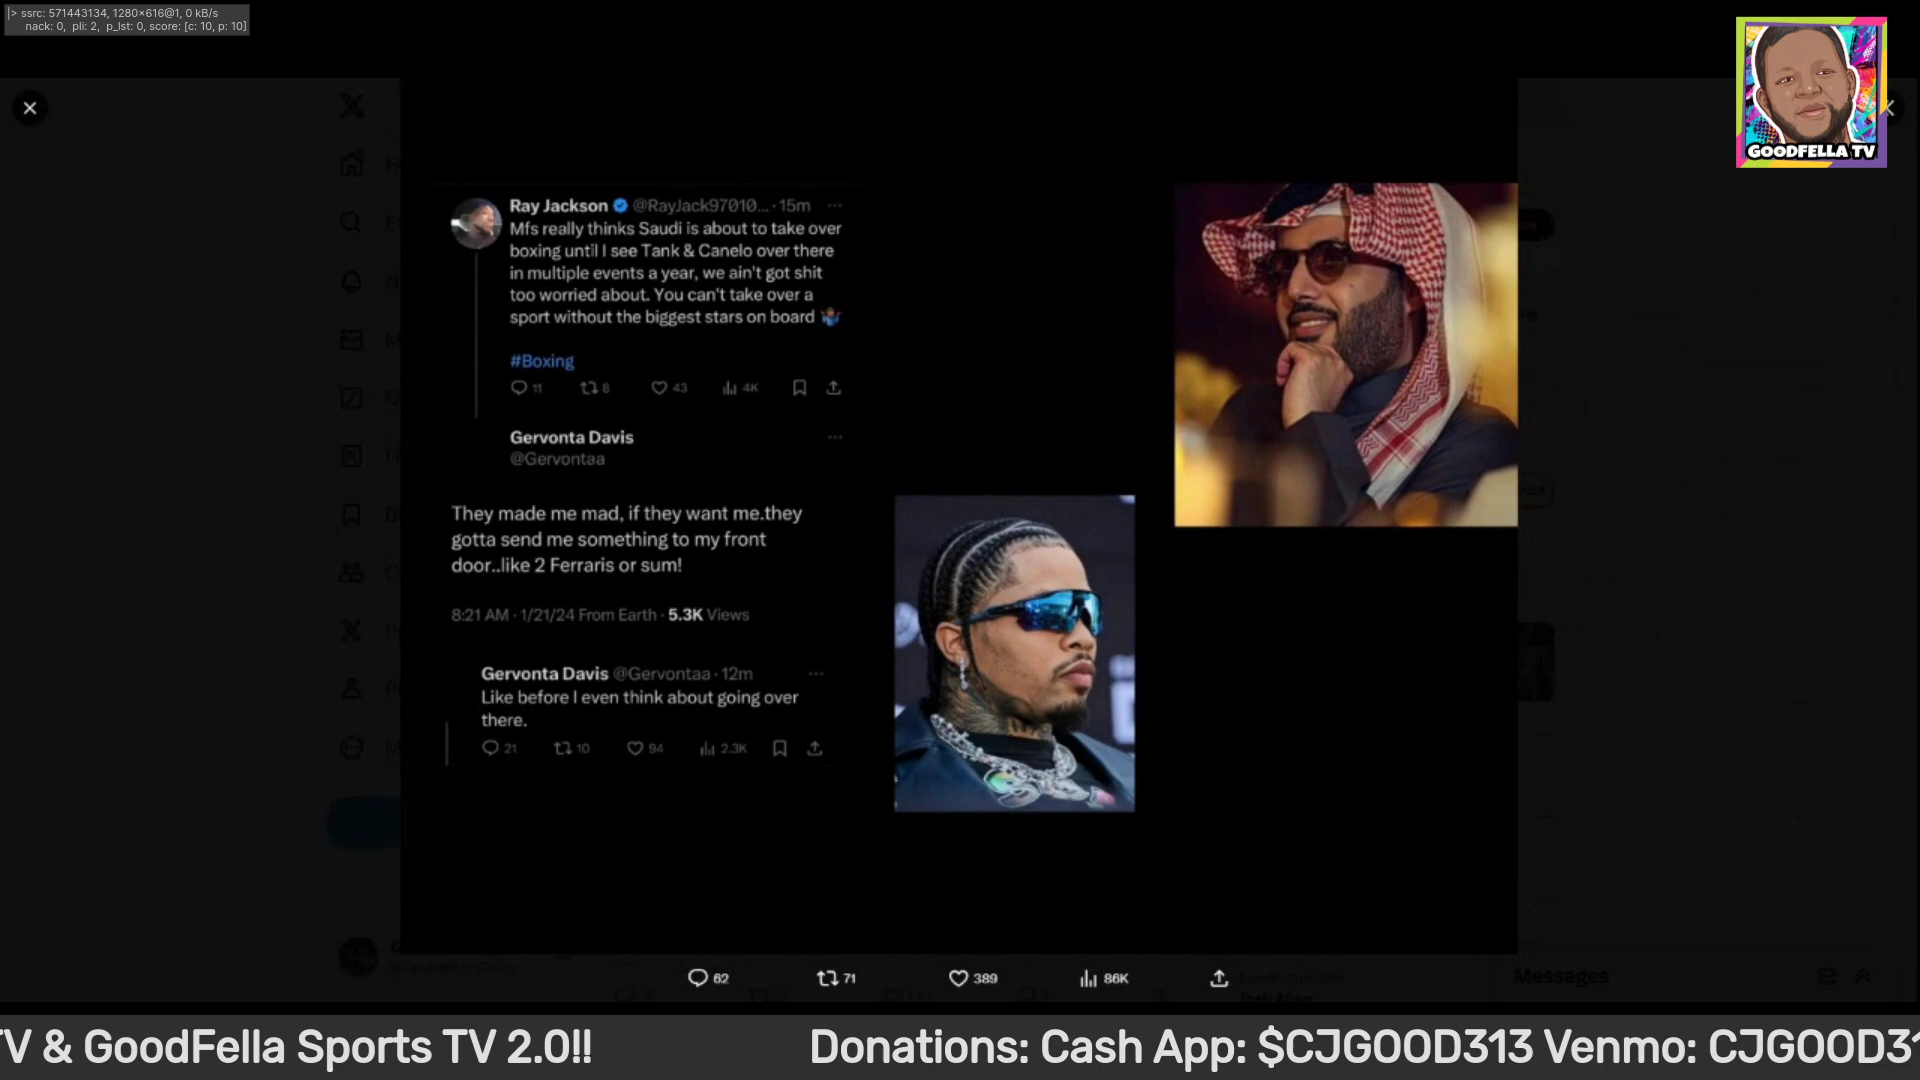 |> ssrc: 571443134, 1280×616@1, 0 kB/s
nack: 0, pli: 2, p_lst: 0, score: [c: 10, p: 10]
GOODFELLA TV
Ray Jackson @RayJack97010... · 15m ···
Mfs really thinks Saudi is about to take over
boxing until I see Tank & Canelo over there
in multiple events a year, we ain't got shit
too worried about. You can't take over a
sport without the biggest stars on board 🤷🏾‍♂️
#Boxing
11 8 43 4K
Gervonta Davis ···
@Gervontaa
They made me mad, if they want me.they
gotta send me something to my front
door..like 2 Ferraris or sum!
8:21 AM · 1/21/24 From Earth · 5.3K Views
Gervonta Davis @Gervontaa · 12m ···
Like before I even think about going over
there.
21 10 94 2.3K
62 71 389 86K
Messages
TV & GoodFella Sports TV 2.0!! Donations: Cash App: $CJGOOD313 Venmo: CJGOOD31